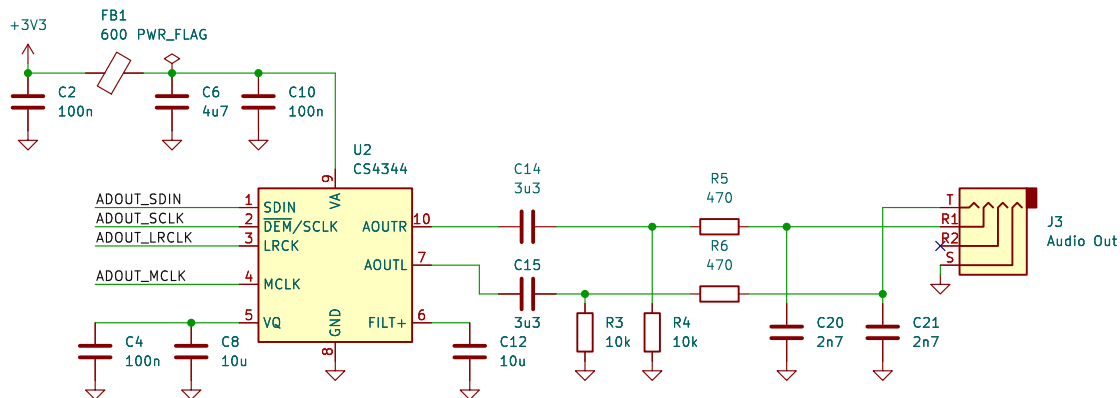 +3V3
FB1
600 PWR_FLAG
C2
100n
C6
4u7
C10
100n
U2
CS4344
9
VA
ADOUT_SDIN
1
SDIN
ADOUT_SCLK
2
DEM/SCLK
ADOUT_LRCLK
3
LRCK
ADOUT_MCLK
4
MCLK
5
VQ
GND
8
10
AOUTR
7
AOUTL
6
FILT+
C4
100n
C8
10u
C12
10u
C14
3u3
C15
3u3
R3
10k
R4
10k
R5
470
R6
470
C20
2n7
C21
2n7
T
R1
R2
S
J3
Audio Out